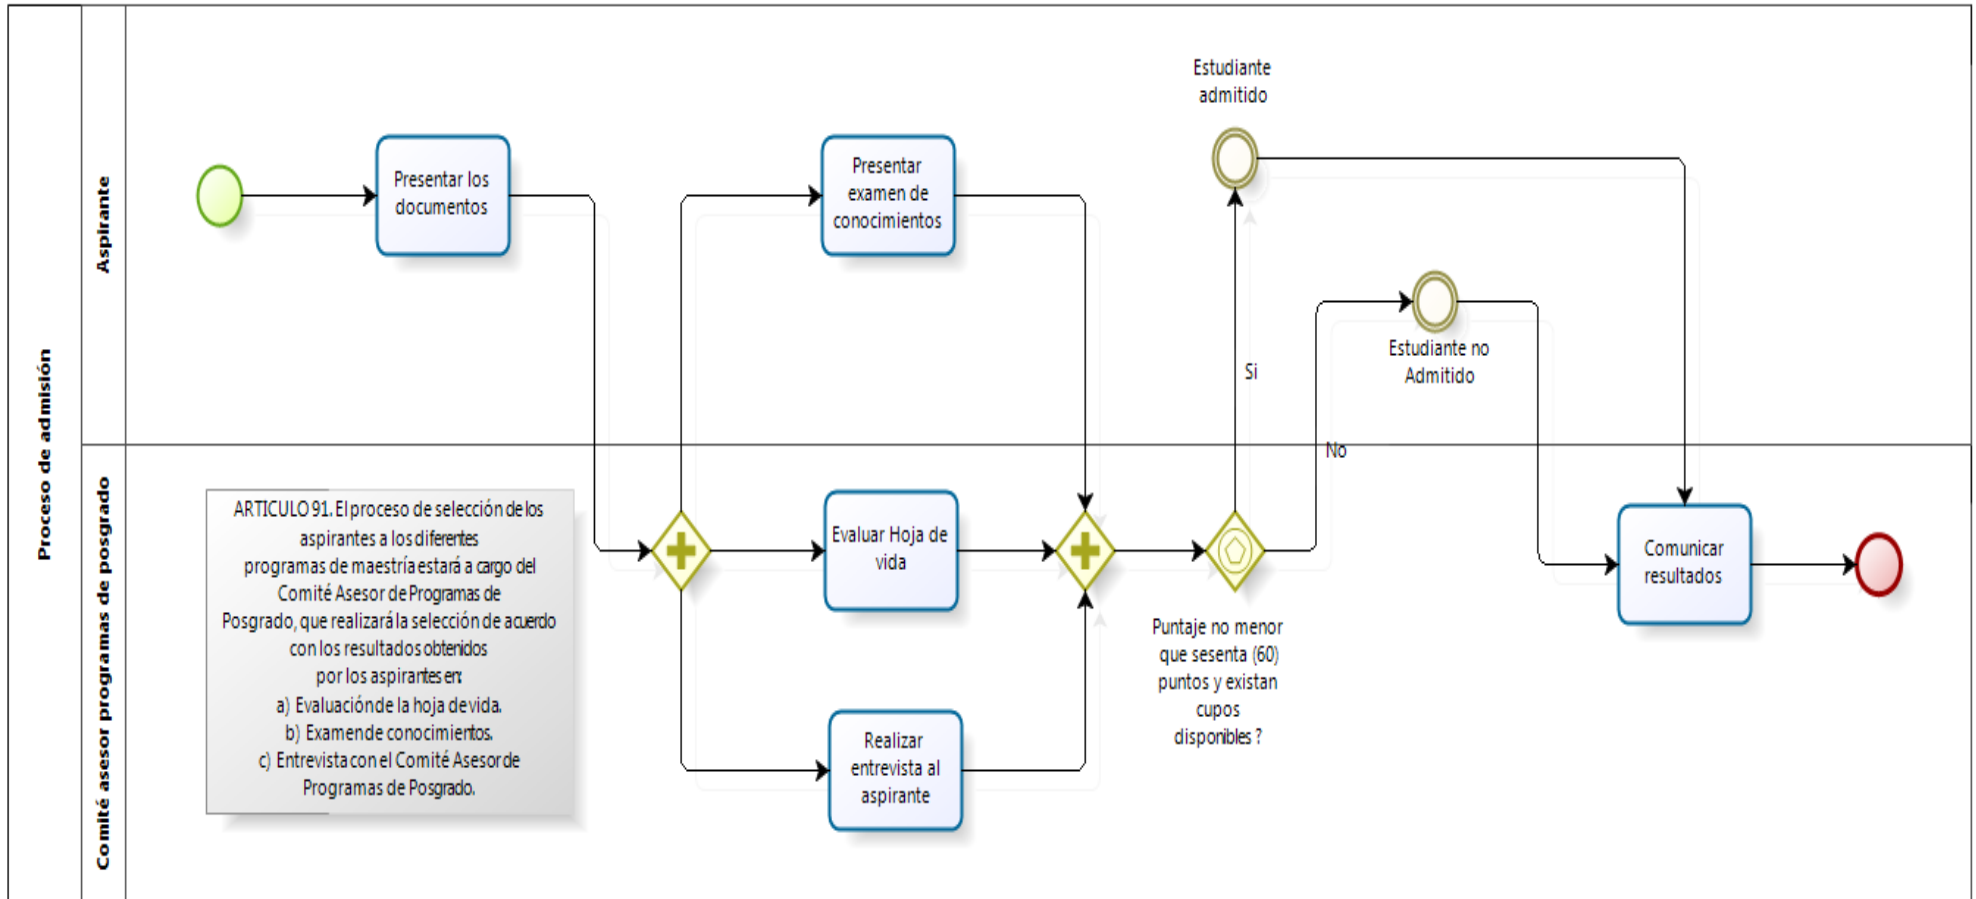 Proceso de admisión
Aspirante
Comité asesor programas de posgrado
Presentar los
documentos
Presentar
examen de
conocimientos
Estudiante
admitido
Si
Estudiante no
Admitido
No
ARTICULO 91. El proceso de selección de los
aspirantes a los diferentes
programas de maestría estará a cargo del
Comité Asesor de Programas de
Posgrado, que realizará la selección de acuerdo
con los resultados obtenidos
por los aspirantes en:
a) Evaluación de la hoja de vida.
b) Examen de conocimientos.
c) Entrevista con el Comité Asesor de
Programas de Posgrado.
Evaluar Hoja de
vida
Realizar
entrevista al
aspirante
Puntaje no menor
que sesenta (60)
puntos y existan
cupos
disponibles ?
Comunicar
resultados